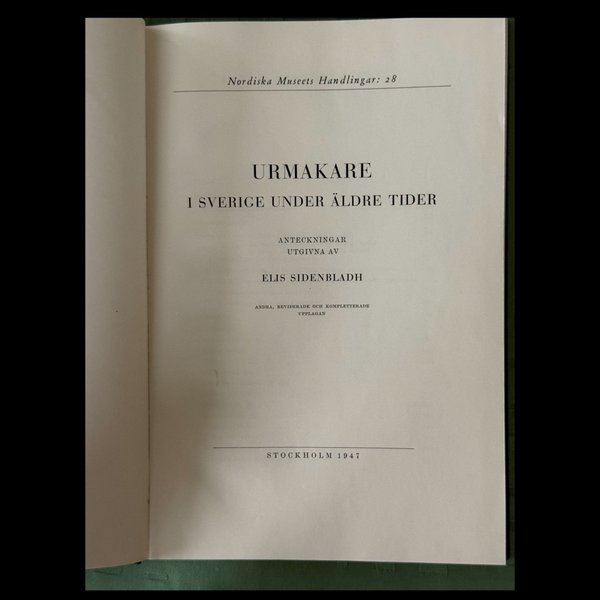 Nordiska Museets Handlingar: 28
URMAKARE
I SVERIGE UNDER ÄLDRE TIDER
ANTECKNINGAR
UTGIVNA AV
ELIS SIDENBLADH
ANDRA, REVIDERADE OCH KOMPLETTERADE
UPPLAGAN
STOCKHOLM 1947